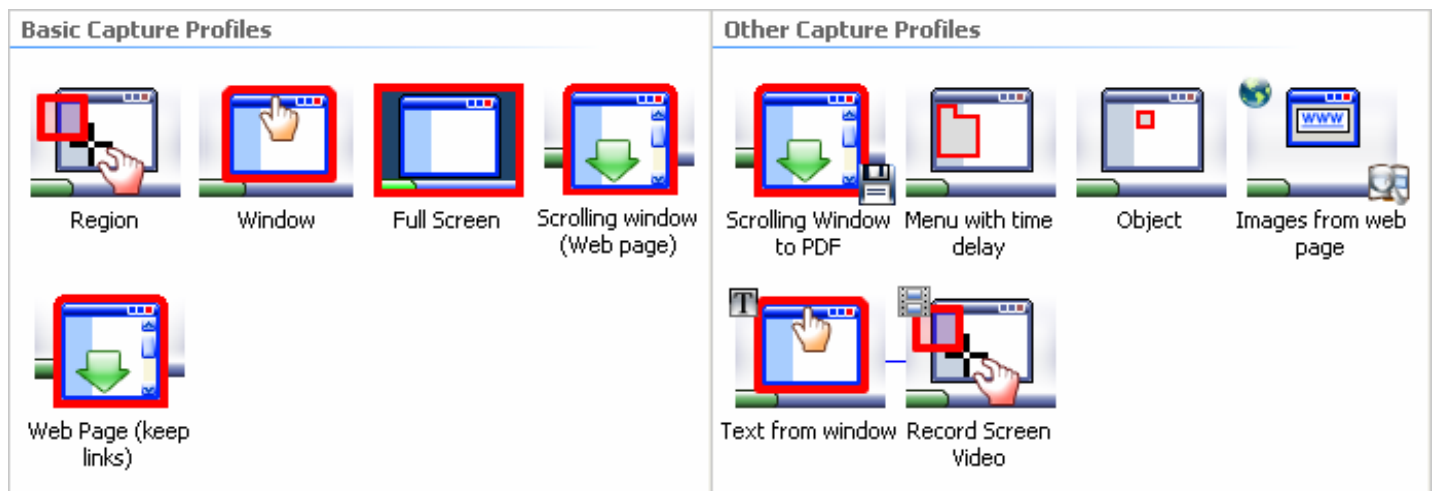 Basic Capture Profiles
Region
Window
Full Screen
Scrolling window
(Web page)
Web Page (keep
links)
Other Capture Profiles
Scrolling Window
to PDF
Menu with time
delay
Object
www
Images from web
page
T
Text from window
Record Screen
Video